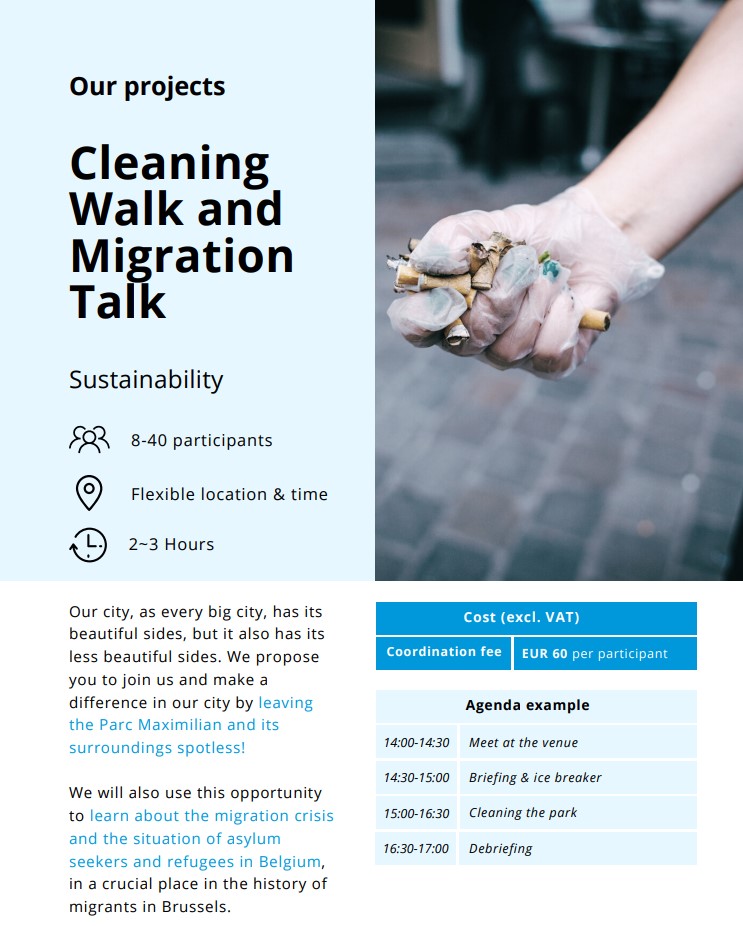 Our projects
Cleaning
Walk and
Migration
Talk
Sustainability
8-40 participants
Flexible location & time
2~3 Hours
Our city, as every big city, has its
beautiful sides, but it also has its
less beautiful sides. We propose
you to join us and make a
difference in our city by leaving
the Parc Maximilian and its
surroundings spotless!
We will also use this opportunity
to learn about the migration crisis
and the situation of asylum
seekers and refugees in Belgium,
in a crucial place in the history of
migrants in Brussels.
Cost (excl. VAT)
Coordination fee EUR 60 per participant
Agenda example
14:00-14:30 Meet at the venue
14:30-15:00 Briefing & ice breaker
15:00-16:30 Cleaning the park
16:30-17:00 Debriefing